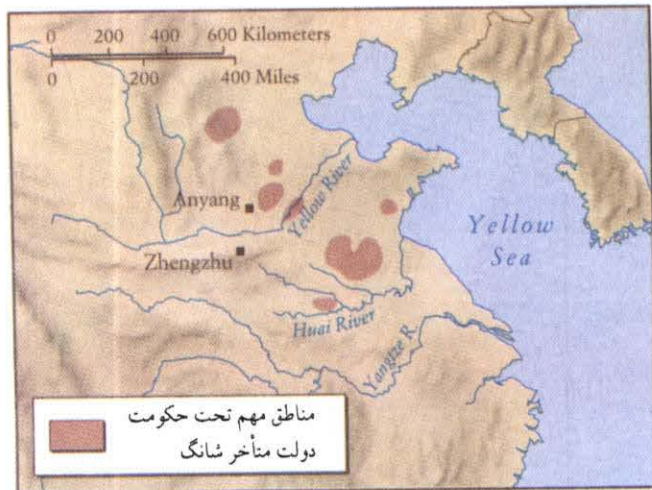 0 200 400 600 Kilometers
0 200 400 Miles
Anyang
Yellow River
Zhengzhu
Yellow
Sea
Huai River
Yangtze R.
مناطق مهم تحت حکومت
دولت متأخر شانگ